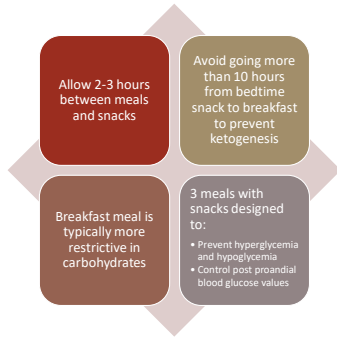 Allow 2-3 hours
between meals
and snacks
Avoid going more
than 10 hours
from bedtime
snack to breakfast
to prevent
ketogenesis
Breakfast meal is
typically more
restrictive in
carbohydrates
3 meals with
snacks designed
to:
• Prevent hyperglycemia
and hypoglycemia
• Control post proandial
blood glucose values